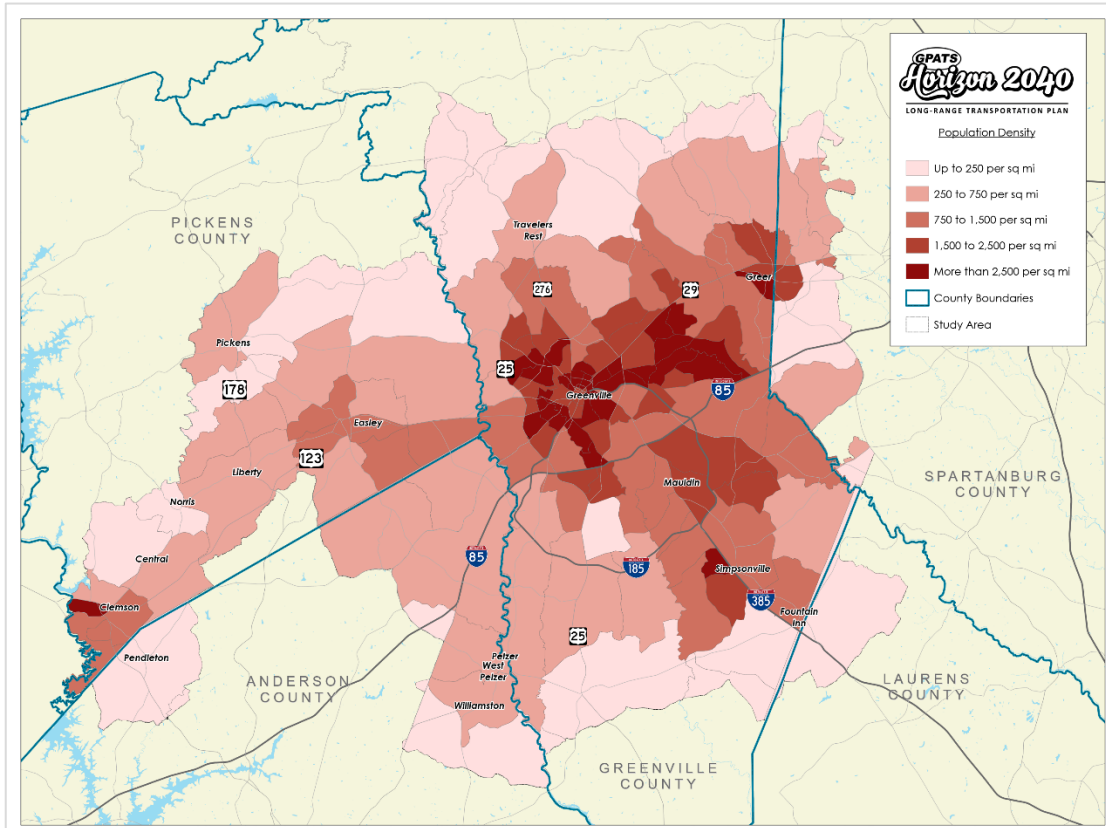 GPATS
Horizon 2040
LONG-RANGE TRANSPORTATION PLAN
Population Density
Up to 250 per sq mi
250 to 750 per sq mi
750 to 1,500 per sq mi
1,500 to 2,500 per sq mi
More than 2,500 per sq mi
County Boundaries
Study Area
PICKENS
COUNTY
Travelers
Rest
276
29
Greer
Pickens
178
25
Greenville
85
Easley
123
Liberty
Mauldin
SPARTANBURG
COUNTY
Norris
Central
85
185
Simpsonville
385
Clemson
Fountain
Inn
25
Pendleton
Pelzer
West
Pelzer
ANDERSON
COUNTY
LAURENS
COUNTY
Williamston
GREENVILLE
COUNTY